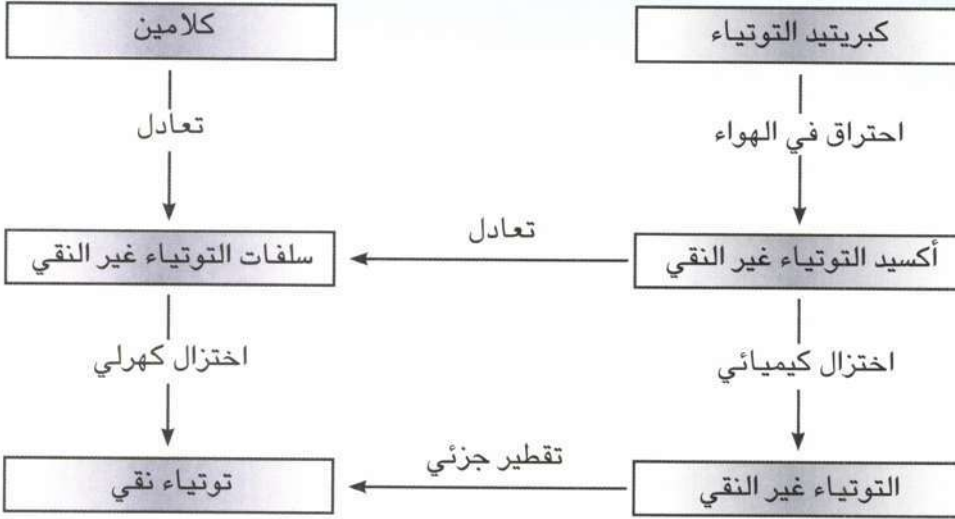 كبريتيد التوتياء
كلامين
احتراق في الهواء
تعادل
أكسيد التوتياء غير النقي
تعادل
سلفات التوتياء غير النقي
اختزال كيميائي
اختزال كهرلي
التوتياء غير النقي
تقطير جزئي
توتياء نقي